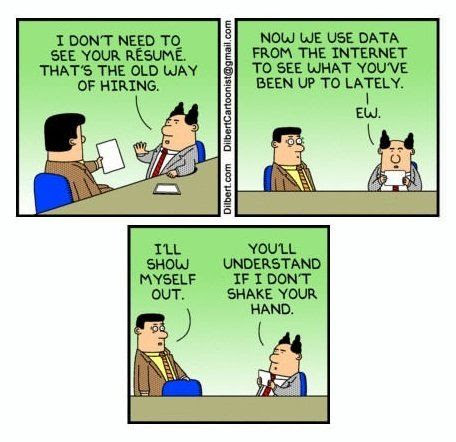 I DON'T NEED TO
SEE YOUR RÉSUMÉ.
THAT'S THE OLD WAY
OF HIRING.
Dilbert.com DilbertCartoonist@gmail.com
NOW WE USE DATA
FROM THE INTERNET
TO SEE WHAT YOU'VE
BEEN UP TO LATELY.
EW.
I'LL
SHOW
MYSELF
OUT.
YOU'LL
UNDERSTAND
IF I DON'T
SHAKE YOUR
HAND.